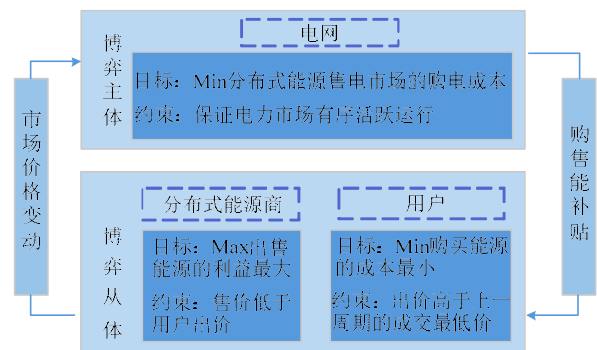 电网
博弈主体
目标：Min分布式能源售电市场的购电成本
约束：保证电力市场有序活跃运行
市场价格变动
购售能补贴
分布式能源商
用户
博弈从体
目标：Max出售
能源的利益最大
约束：售价低于
用户出价
目标：Min购买能源
的成本最小
约束：出价高于上一
周期的成交最低价